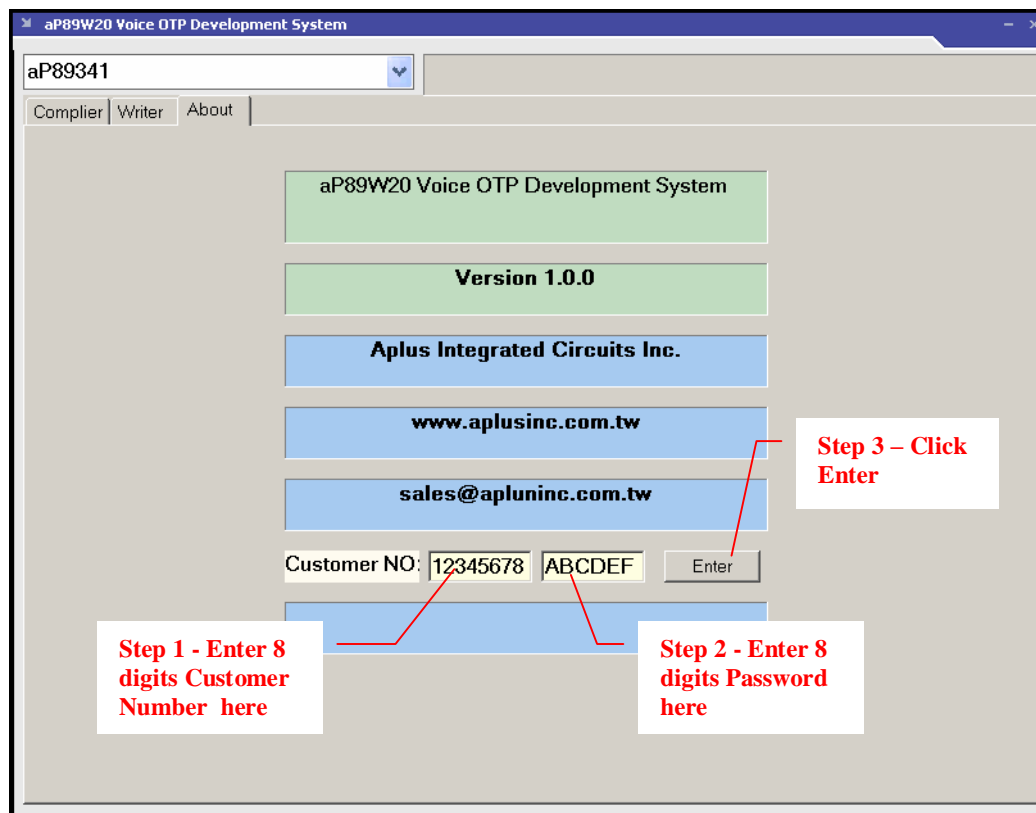 aP89W20 Voice OTP Development System
aP89341
Complier
Writer
About
aP89W20 Voice OTP Development System
Version 1.0.0
Aplus Integrated Circuits Inc.
www.aplusinc.com.tw
sales@apluninc.com.tw
Step 3 – Click
Enter
Customer NO: 12345678 ABCDEF Enter
Step 1 - Enter 8
digits Customer
Number here
Step 2 - Enter 8
digits Password
here